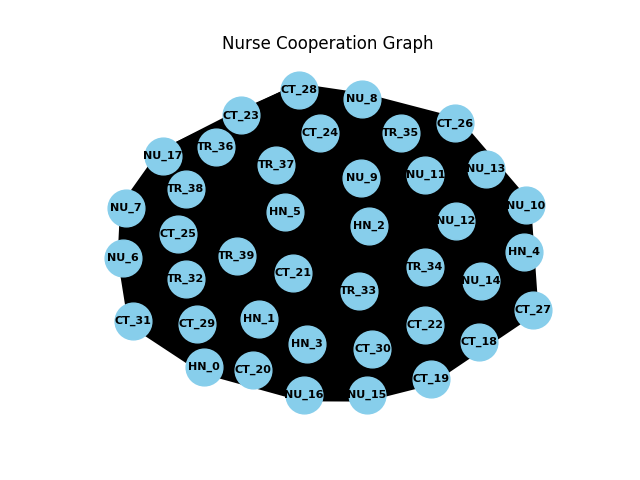 Nurse Cooperation Graph
CT_28
NU_8
CT_23
CT_26
CT_24
TR_35
TR_36
NU_17
TR_37
NU_13
NU_11
NU_9
TR_38
NU_10
NU_7
HN_5
NU_12
HN_2
CT_25
HN_4
TR_39
NU_6
TR_34
CT_21
TR_32
NU_14
TR_33
CT_27
HN_1
CT_31
CT_29
CT_22
CT_18
HN_3
CT_30
HN_0
CT_20
CT_19
NU_16
NU_15